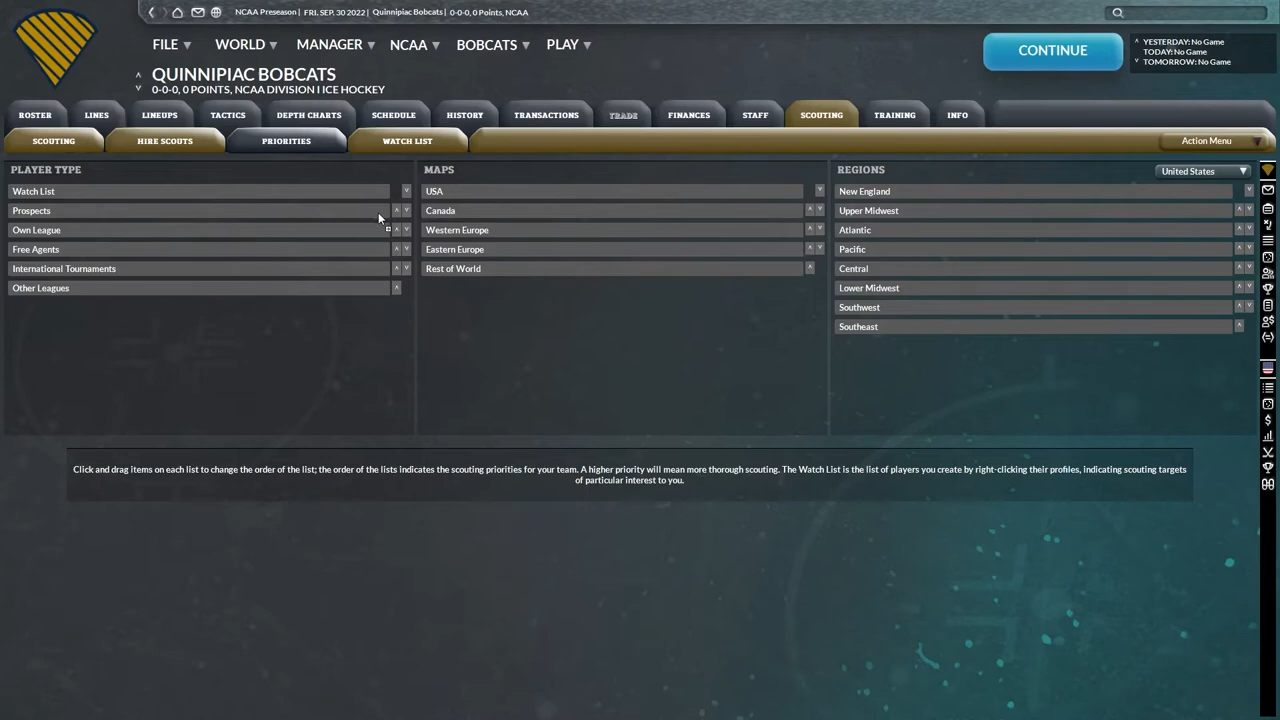 NCAA Preseason | FRI. SEP. 30 2022 | Quinnipiac Bobcats | 0-0-0, 0 Points, NCAA
FILE WORLD MANAGER NCAA BOBCATS PLAY
CONTINUE
YESTERDAY: No Game
TODAY: No Game
TOMORROW: No Game
QUINNIPIAC BOBCATS
0-0-0, 0 POINTS, NCAA DIVISION I ICE HOCKEY
ROSTER LINES LINEUPS TACTICS DEPTH CHARTS SCHEDULE HISTORY TRANSACTIONS TRADE FINANCES STAFF SCOUTING TRAINING INFO
SCOUTING HIRE SCOUTS PRIORITIES WATCH LIST Action Menu
PLAYER TYPE
Watch List
Prospects
Own League
Free Agents
International Tournaments
Other Leagues
MAPS
USA
Canada
Western Europe
Eastern Europe
Rest of World
REGIONS United States
New England
Upper Midwest
Atlantic
Pacific
Central
Lower Midwest
Southwest
Southeast
Click and drag items on each list to change the order of the list; the order of the lists indicates the scouting priorities for your team. A higher priority will mean more thorough scouting. The Watch List is the list of players you create by right-clicking their profiles, indicating scouting targets
of particular interest to you.